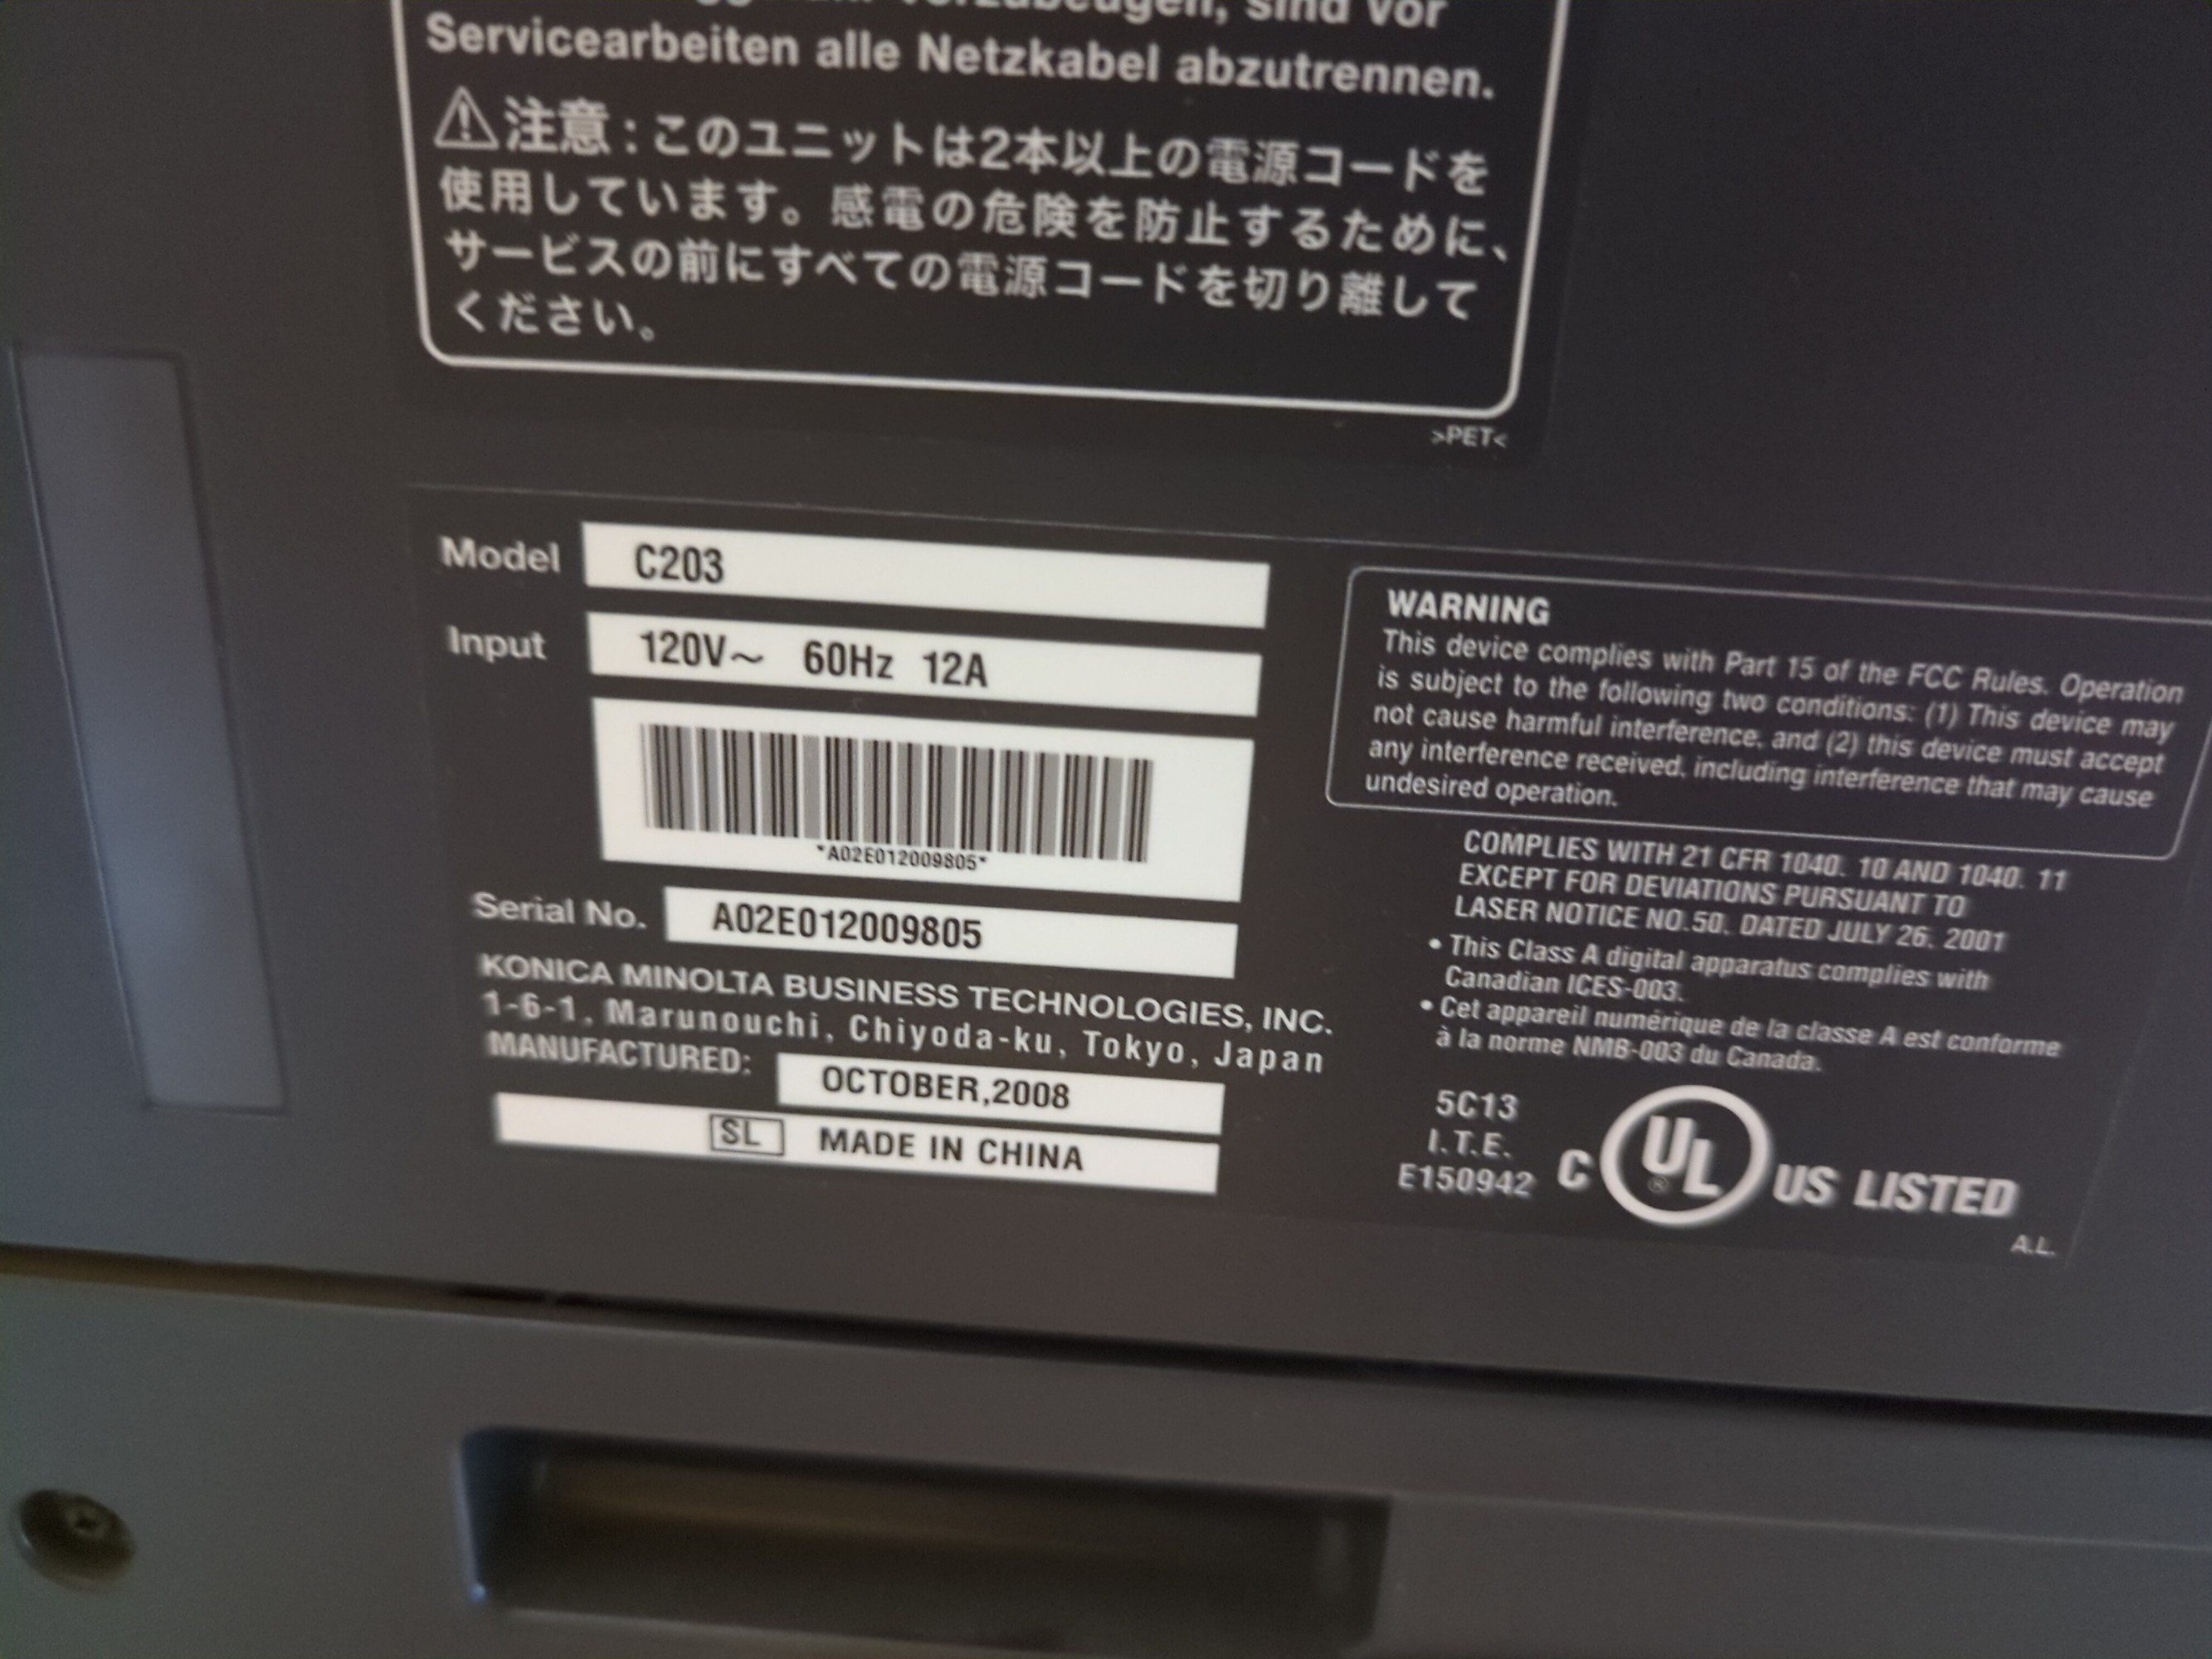 vorzubeugen, sind vor
Servicearbeiten alle Netzkabel abzutrennen.
⚠注意:このユニットは2本以上の電源コードを
使用しています。感電の危険を防止するために、
サービスの前にすべての電源コードを切り離して
ください。
>PET<
Model C203
Input 120V~ 60Hz 12A
*A02E012009805*
Serial No. A02E012009805
KONICA MINOLTA BUSINESS TECHNOLOGIES, INC.
1-6-1, Marunouchi, Chiyoda-ku, Tokyo, Japan
MANUFACTURED: OCTOBER,2008
SL MADE IN CHINA
WARNING
This device complies with Part 15 of the FCC Rules. Operation
is subject to the following two conditions: (1) This device may
not cause harmful interference, and (2) this device must accept
any interference received, including interference that may cause
undesired operation.
COMPLIES WITH 21 CFR 1040. 10 AND 1040. 11
EXCEPT FOR DEVIATIONS PURSUANT TO
LASER NOTICE NO.50, DATED JULY 26, 2001
• This Class A digital apparatus complies with
Canadian ICES-003.
• Cet appareil numérique de la classe A est conforme
à la norme NMB-003 du Canada.
5C13
I.T.E.
E150942
C UL ® US LISTED
A.L.